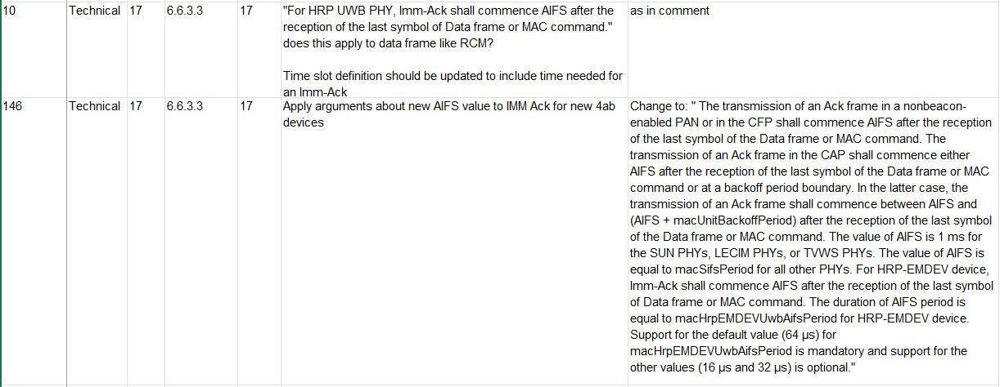 10 Technical 17 6.6.3.3 17 "For HRP UWB PHY, Imm-Ack shall commence AIFS after the as in comment
reception of the last symbol of Data frame or MAC command."
does this apply to data frame like RCM?
Time slot definition should be updated to include time needed for
an Imm-Ack
146 Technical 17 6.6.3.3 17 Apply arguments about new AIFS value to IMM Ack for new 4ab
devices
Change to: " The transmission of an Ack frame in a nonbeacon-
enabled PAN or in the CFP shall commence AIFS after the reception
of the last symbol of the Data frame or MAC command. The
transmission of an Ack frame in the CAP shall commence either
AIFS after the reception of the last symbol of the Data frame or MAC
command or at a backoff period boundary. In the latter case, the
transmission of an Ack frame shall commence between AIFS and
(AIFS + macUnitBackoffPeriod) after the reception of the last symbol
of the Data frame or MAC command. The value of AIFS is 1 ms for
the SUN PHYs, LECIM PHYs, or TVWS PHYs. The value of AIFS is
equal to macSifsPeriod for all other PHYs. For HRP-EMDEV device,
Imm-Ack shall commence AIFS after the reception of the last symbol
of Data frame or MAC command. The duration of AIFS period is
equal to macHrpEMDEVUwbAifsPeriod for HRP-EMDEV device.
Support for the default value (64 μs) for
macHrpEMDEVUwbAifsPeriod is mandatory and support for the
other values (16 μs and 32 μs) is optional."